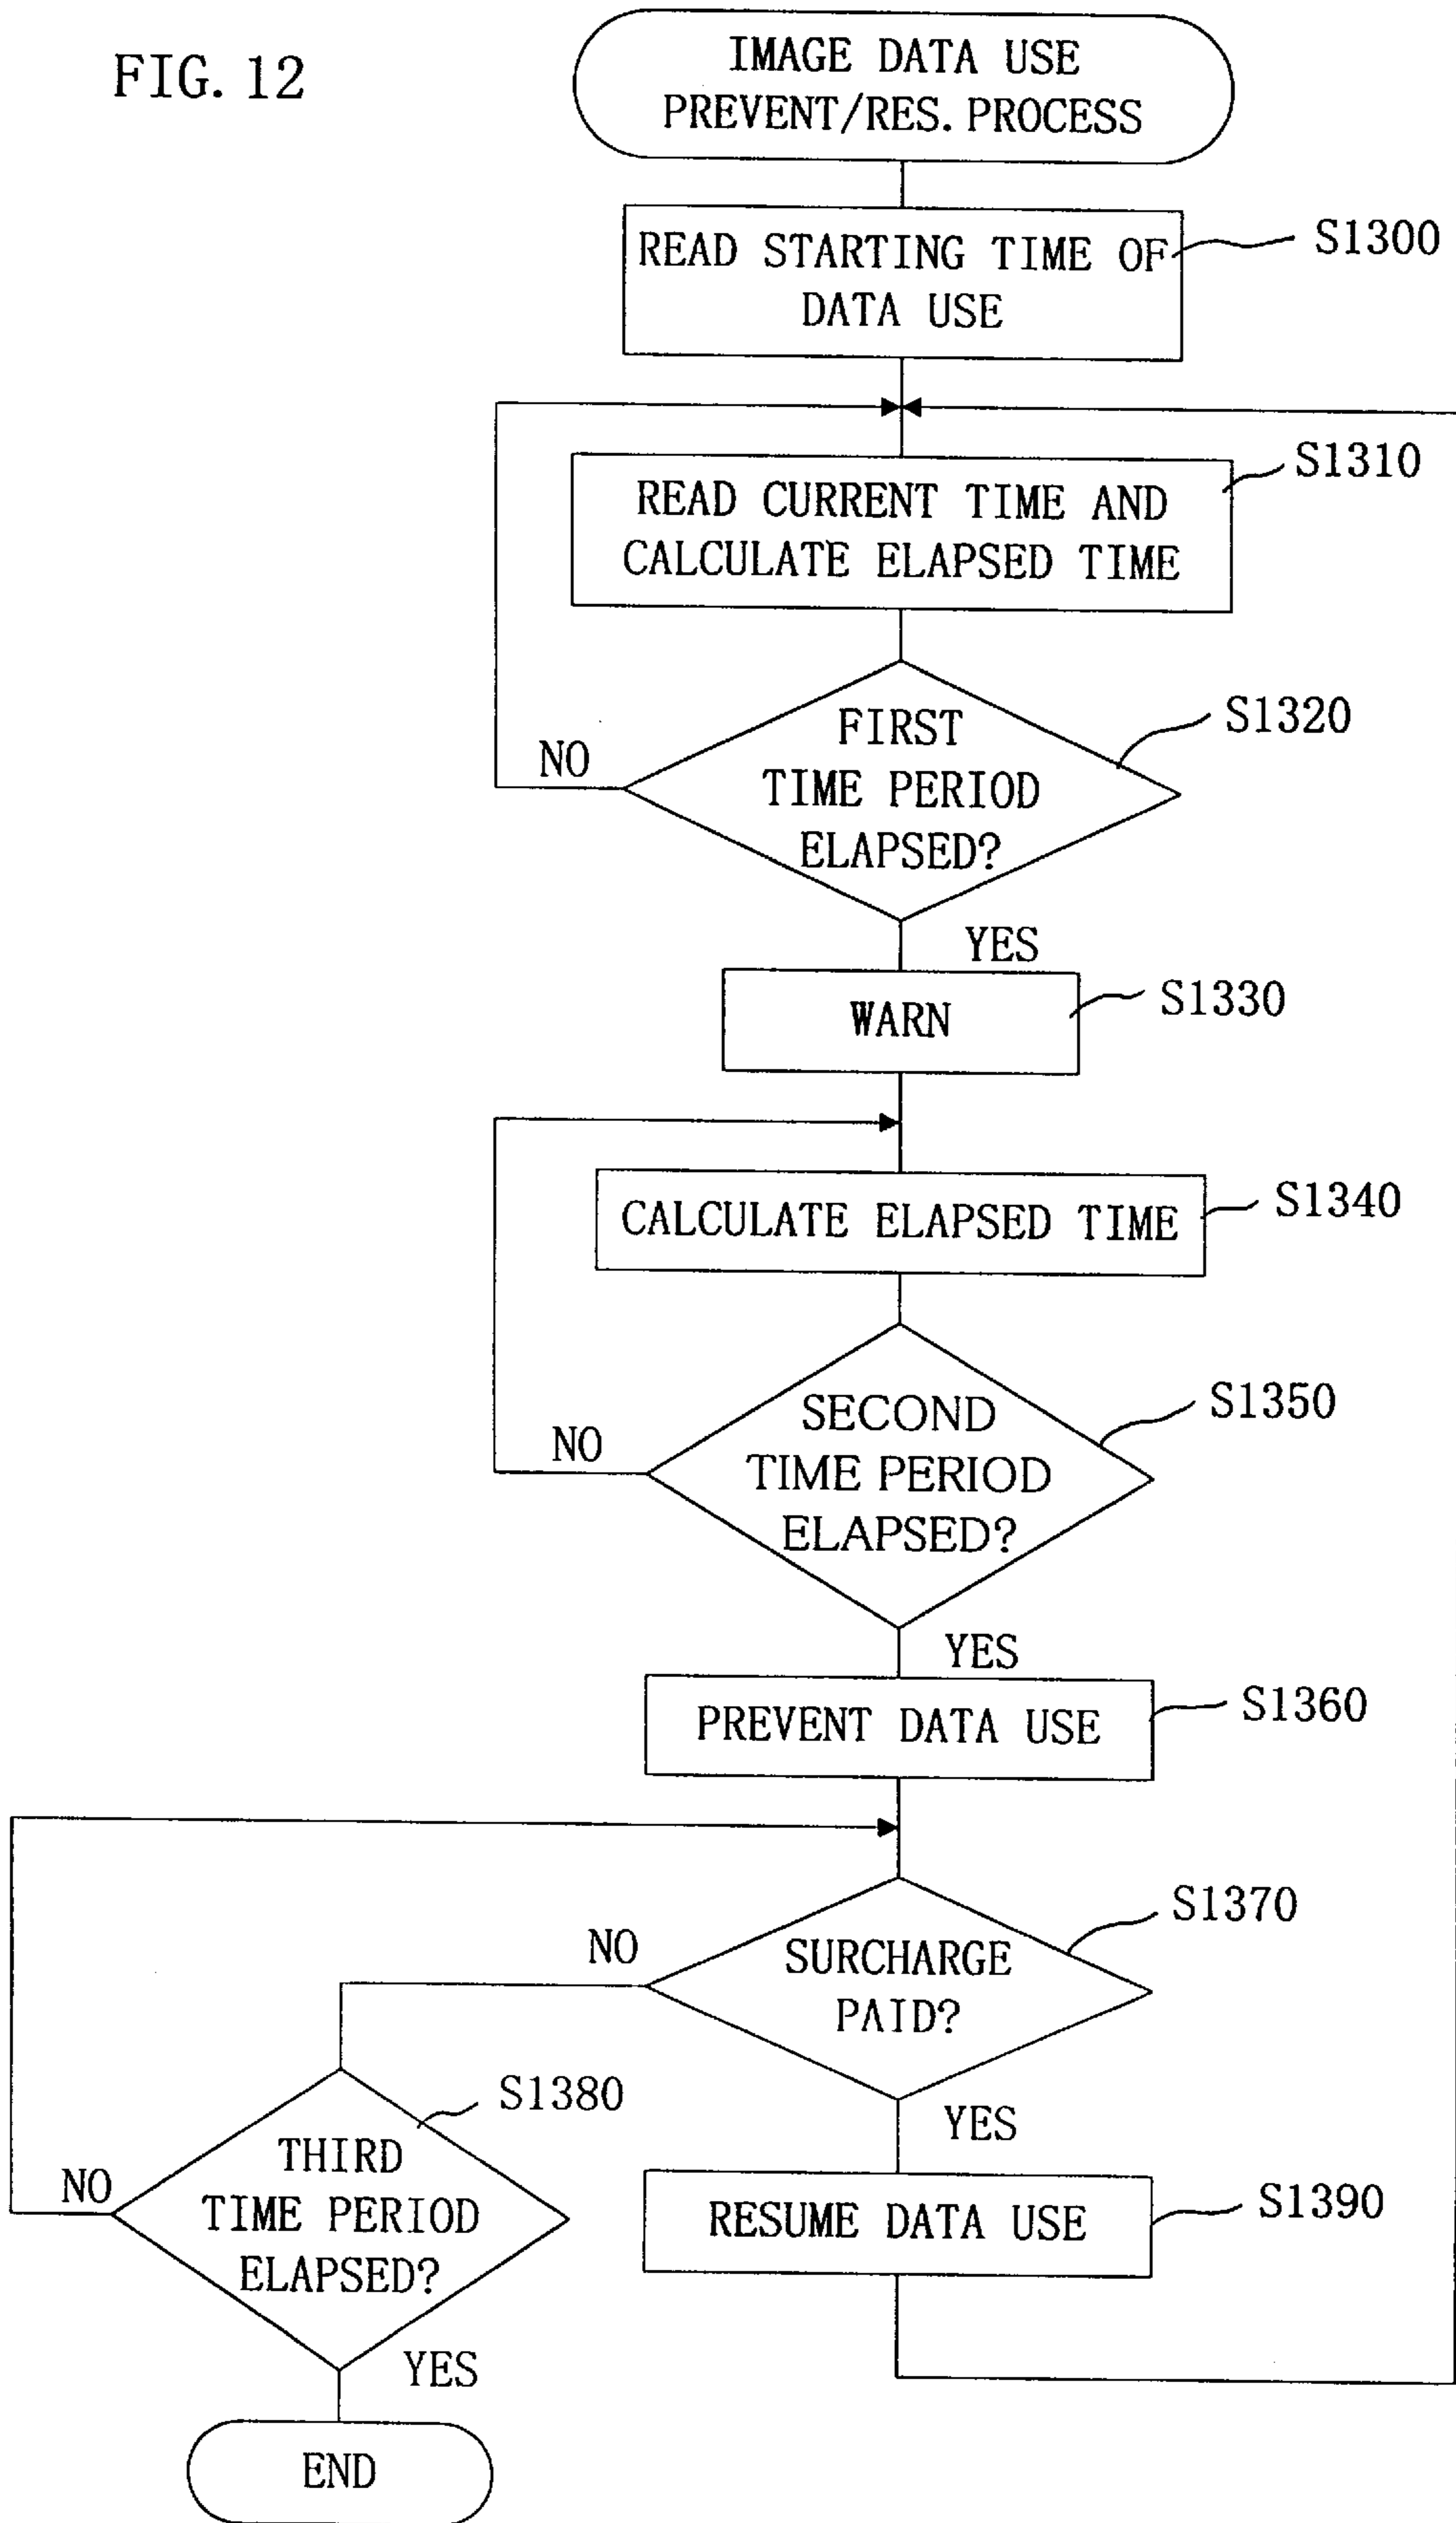 FIG. 12
IMAGE DATA USE
PREVENT/RES. PROCESS
READ STARTING TIME OF
DATA USE
S1300
READ CURRENT TIME AND
CALCULATE ELAPSED TIME
S1310
FIRST
TIME PERIOD
ELAPSED?
S1320
NO
YES
WARN
S1330
CALCULATE ELAPSED TIME
S1340
SECOND
TIME PERIOD
ELAPSED?
S1350
NO
YES
PREVENT DATA USE
S1360
SURCHARGE
PAID?
S1370
NO
YES
THIRD
TIME PERIOD
ELAPSED?
S1380
NO
YES
RESUME DATA USE
S1390
END